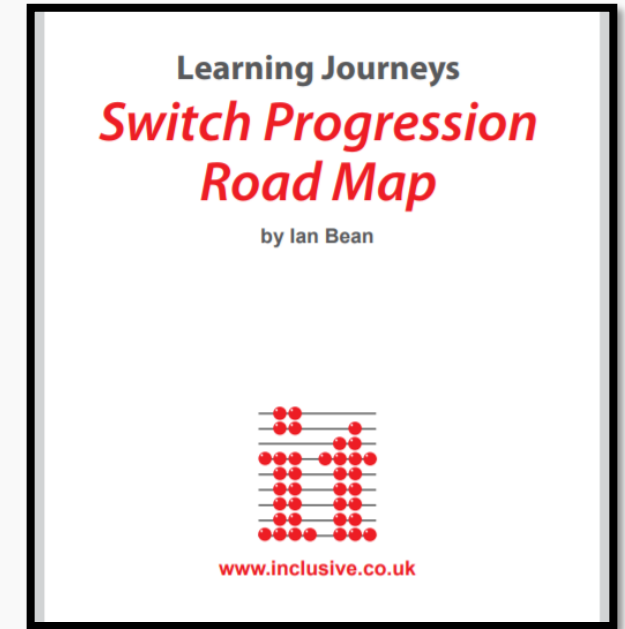 Learning Journeys
Switch Progression
Road Map
by Ian Bean
www.inclusive.co.uk